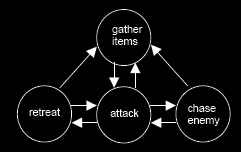 gather
items
retreat
attack
chase
enemy